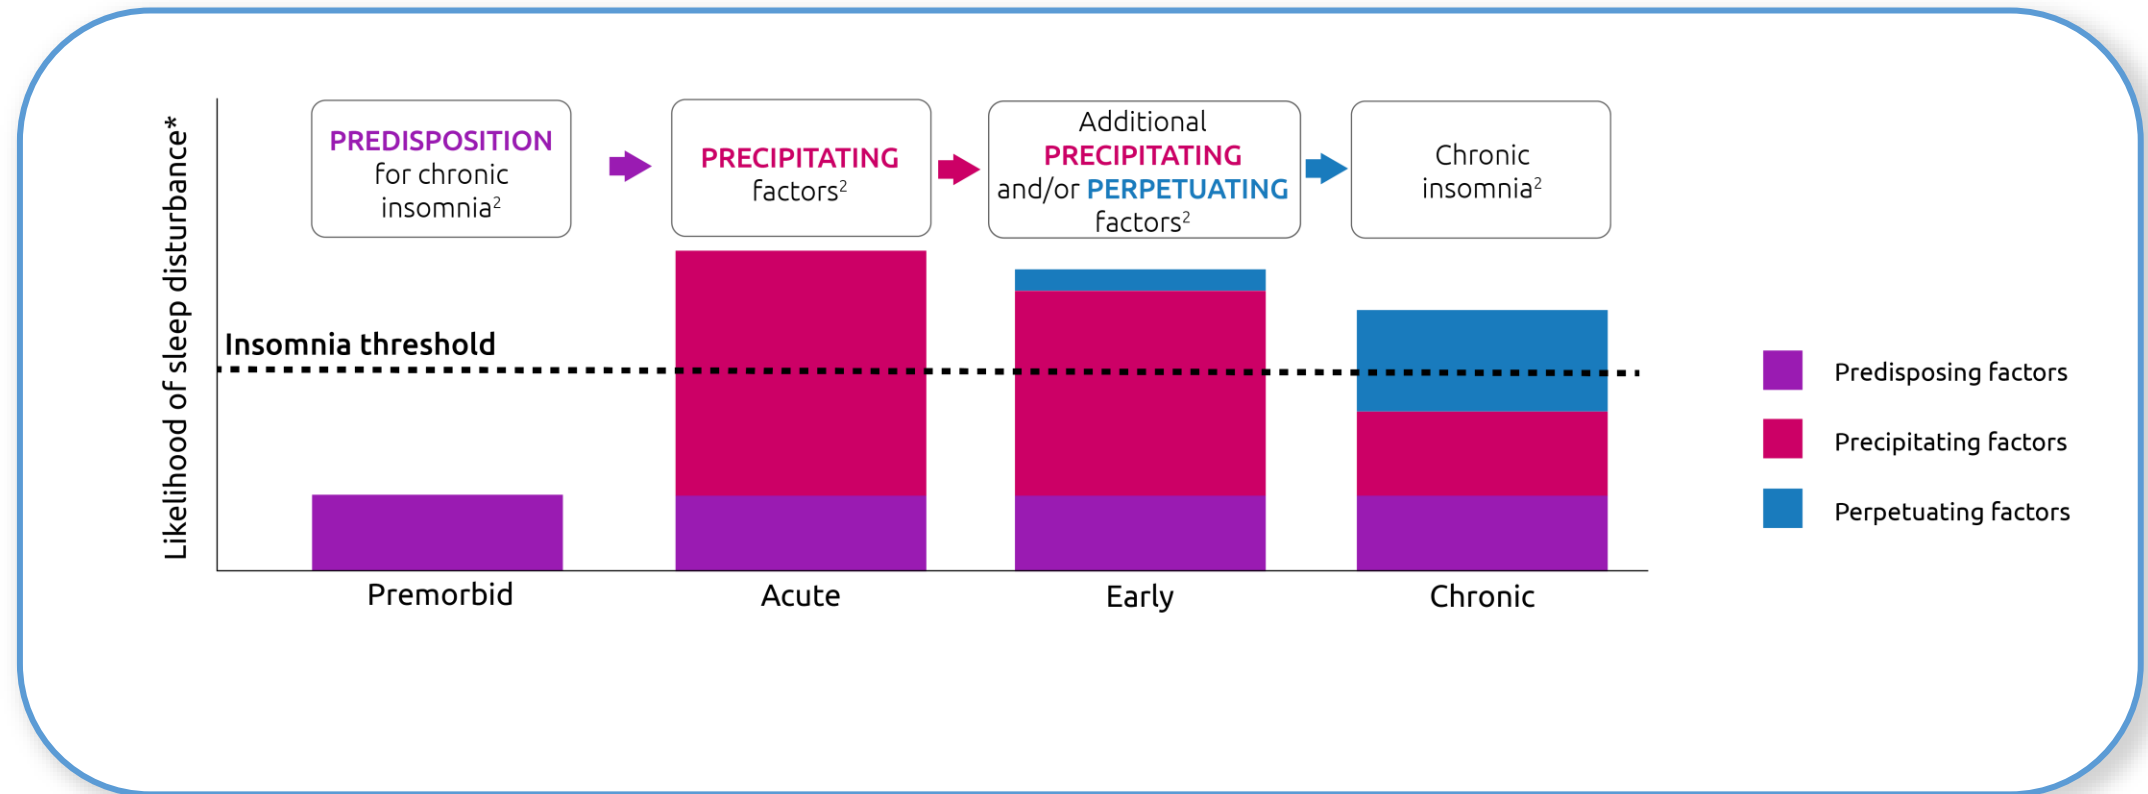 Likelihood of sleep disturbance*
PREDISPOSITION
for chronic
insomnia²
PRECIPITATING
factors²
Additional
PRECIPITATING
and/or PERPETUATING
factors²
Chronic
insomnia²
Insomnia threshold
Premorbid
Acute
Early
Chronic
Predisposing factors
Precipitating factors
Perpetuating factors